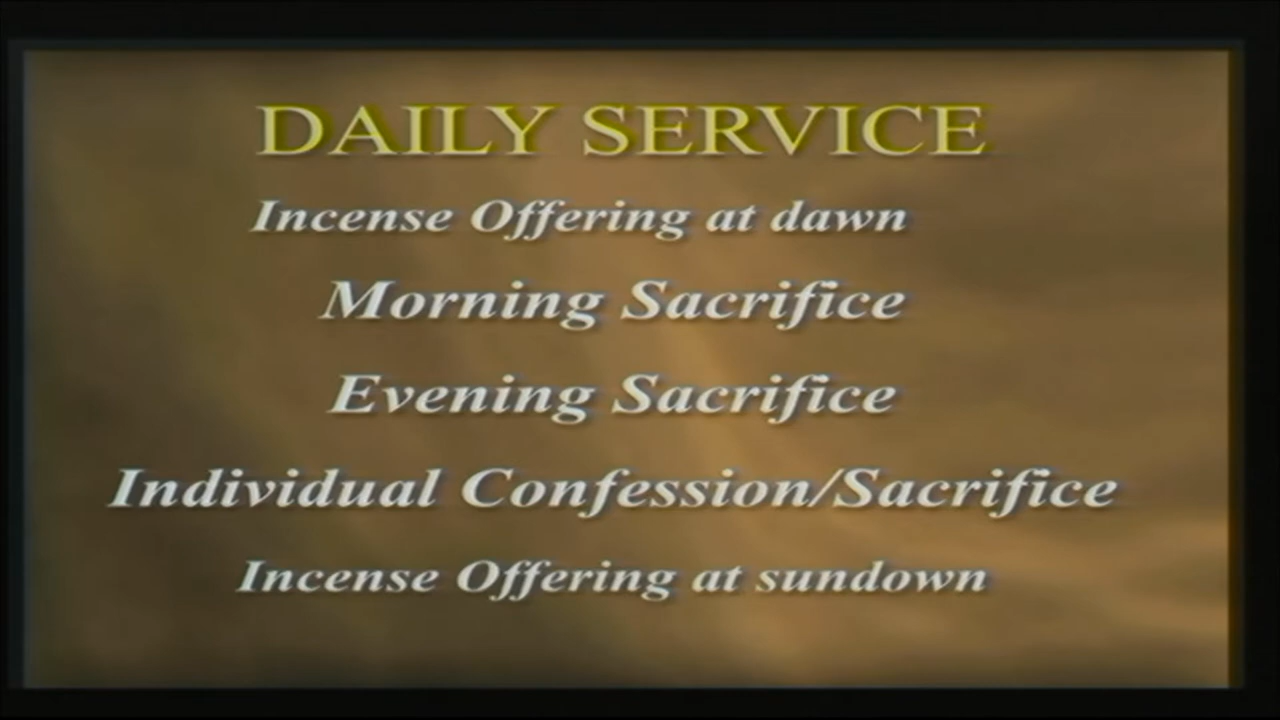 DAILY SERVICE
Incense Offering at dawn
Morning Sacrifice
Evening Sacrifice
Individual Confession/Sacrifice
Incense Offering at sundown